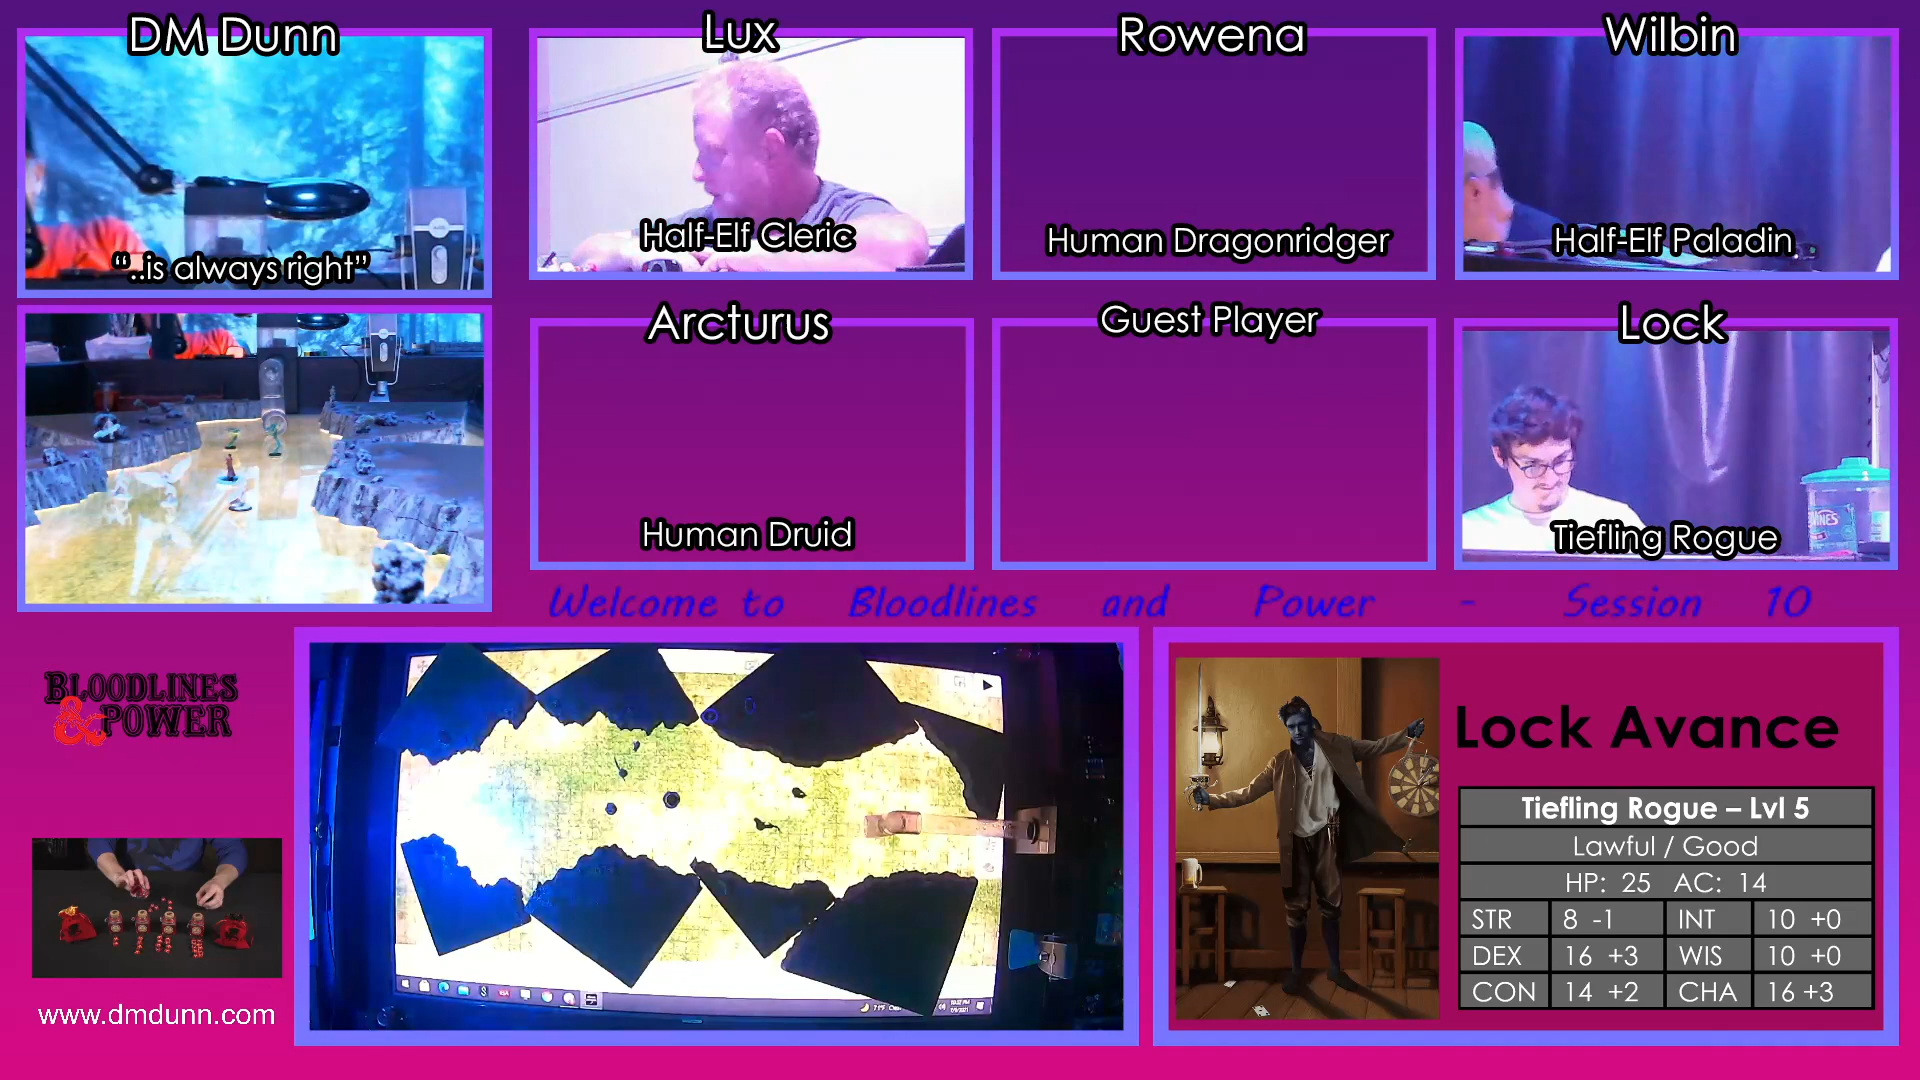 DM Dunn
Lux
Rowena
Wilbin
"..is always right"
Half-Elf Cleric
Human Dragonridger
Half-Elf Paladin
Arcturus
Guest Player
Lock
Human Druid
Tiefling Rogue
Welcome to Bloodlines and Power - Session 10
BLOODLINES
& POWER
www.dmdunn.com
Lock Avance
Tiefling Rogue – Lvl 5
Lawful / Good
HP: 25 AC: 14
STR 8 -1 INT 10 +0
DEX 16 +3 WIS 10 +0
CON 14 +2 CHA 16 +3